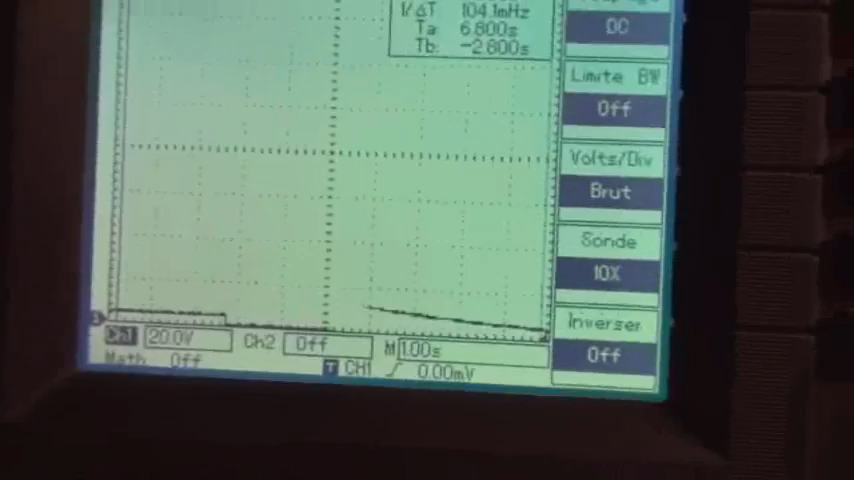 1/ΔT 104.1mHz
Ta: 6.800s
Tb: -2.800s
DC
Limite BW
Off
Volts/Div
Brut
Sonde
10X
Inverser
Off
Ch1 20.0V Ch2 Off M 1.00s
Math Off T CH1 0.00mV